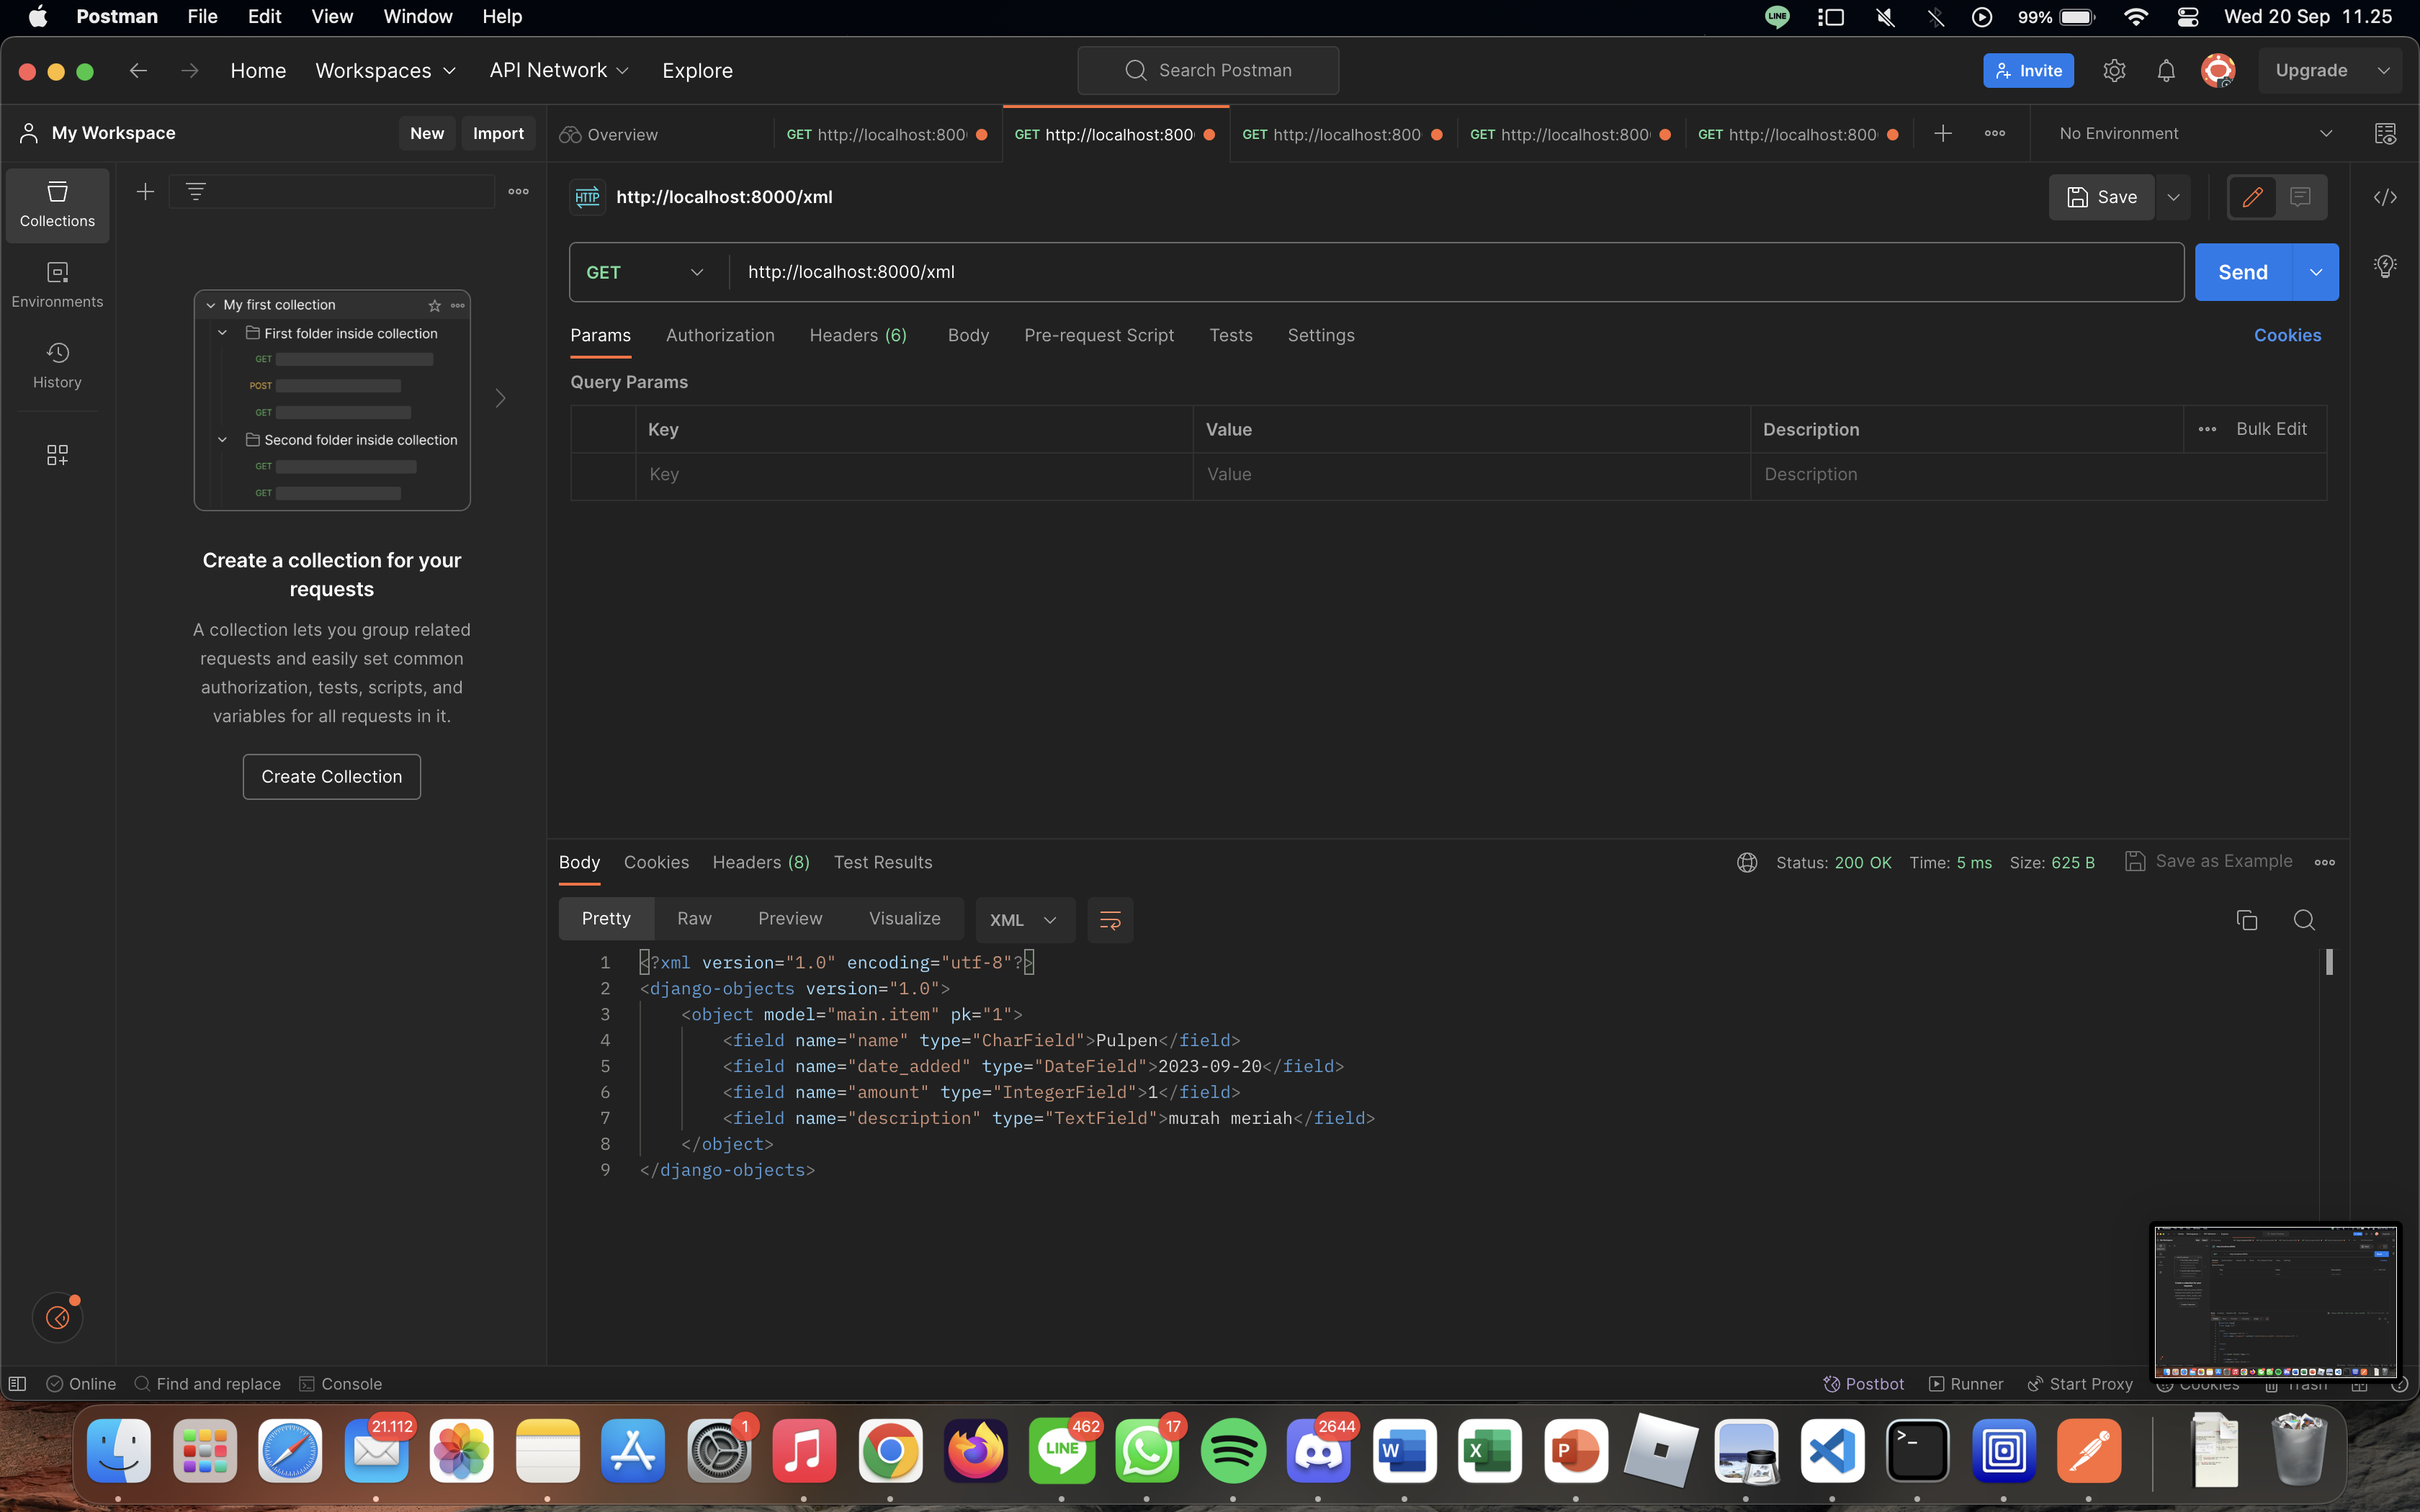 Postman File Edit View Window Help LINE 99% Wed 20 Sep 11.25
Home Workspaces API Network Explore Search Postman Invite Upgrade
My Workspace New Import Overview GET http://localhost:800 GET http://localhost:800 GET http://localhost:800 GET http://localhost:800 GET http://localhost:800 No Environment
Collections
Environments
History
My first collection
First folder inside collection
GET
POST
GET
Second folder inside collection
GET
GET
Create a collection for your
requests
A collection lets you group related
requests and easily set common
authorization, tests, scripts, and
variables for all requests in it.
Create Collection
HTTP http://localhost:8000/xml Save
GET http://localhost:8000/xml Send
Params Authorization Headers (6) Body Pre-request Script Tests Settings Cookies
Query Params
Key Value Description Bulk Edit
Key Value Description
Body Cookies Headers (8) Test Results Status: 200 OK Time: 5 ms Size: 625 B Save as Example
Pretty Raw Preview Visualize XML
1 <?xml version="1.0" encoding="utf-8"?>
2 <django-objects version="1.0">
3 <object model="main.item" pk="1">
4 <field name="name" type="CharField">Pulpen</field>
5 <field name="date_added" type="DateField">2023-09-20</field>
6 <field name="amount" type="IntegerField">1</field>
7 <field name="description" type="TextField">murah meriah</field>
8 </object>
9 </django-objects>
Online Find and replace Console Postbot Runner Start Proxy Cookies Trash
21.112 1 LINE 462 17 2644 W X P >_